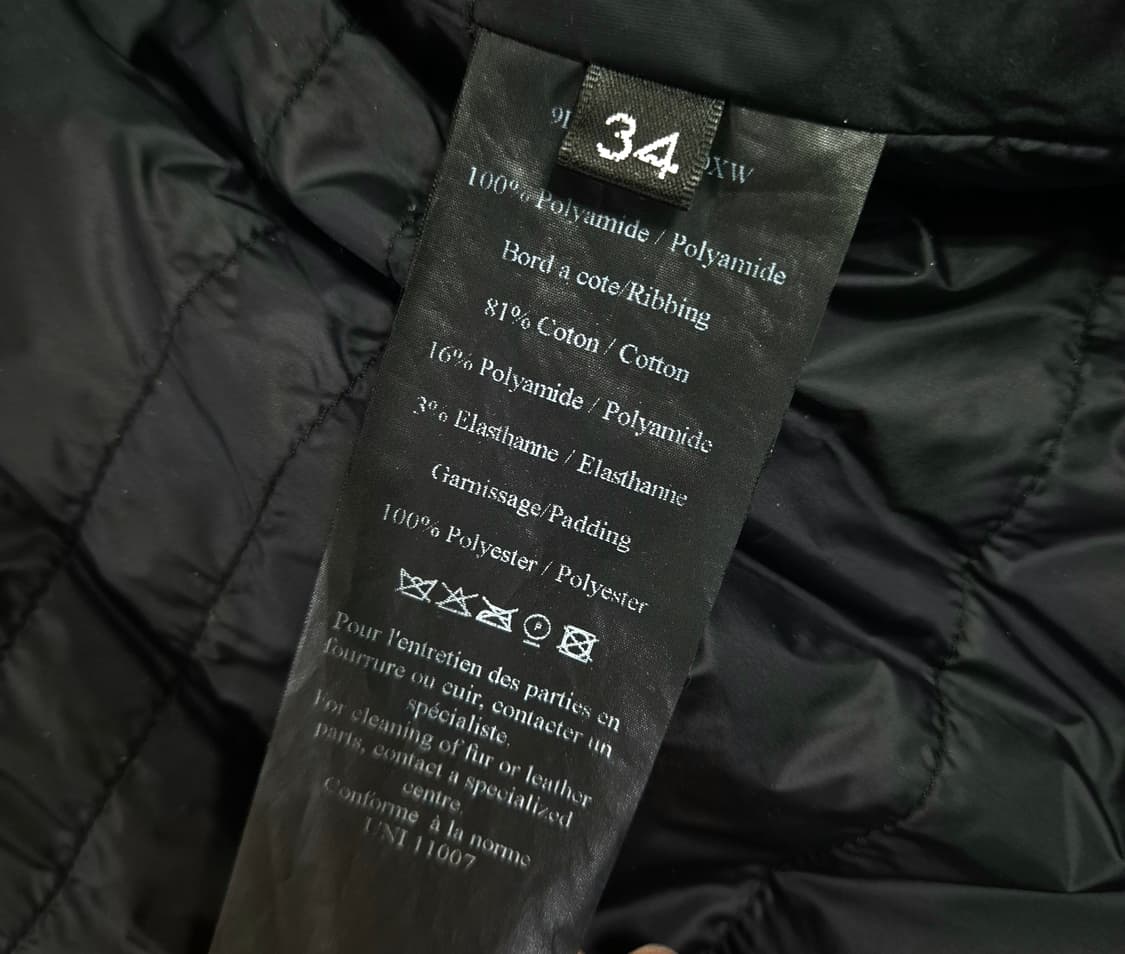 34
100% Polyamide / Polyamide
Bord a cote/Ribbing
81% Coton / Cotton
16% Polyamide / Polyamide
3% Elasthanne / Elasthanne
Garnissage/Padding
100% Polyester / Polyester
P
Pour l'entretien des parties en
fourrure ou cuir, contacter un
spécialiste.
For cleaning of fur or leather
parts, contact a specialized
centre.
Conforme à la norme
UNI 11007